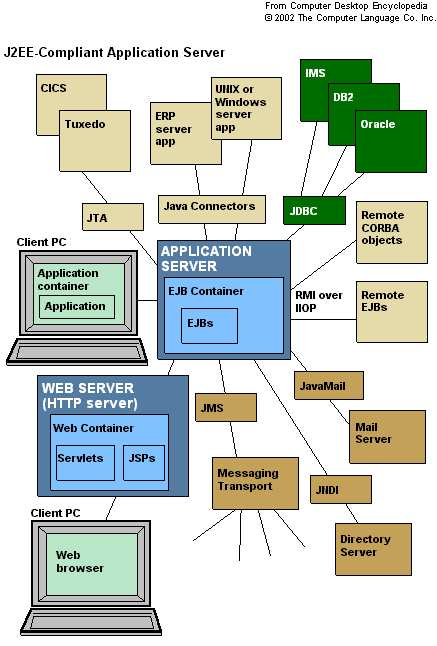 From Computer Desktop Encyclopedia
© 2002 The Computer Language Co. Inc.
J2EE-Compliant Application Server
CICS
Tuxedo
ERP
server
app
UNIX or
Windows
server
app
IMS
DB2
Oracle
JTA
Java Connectors
JDBC
Remote
CORBA
objects
Client PC
Application
container
Application
APPLICATION
SERVER
EJB Container
EJBs
RMI over
IIOP
Remote
EJBs
WEB SERVER
(HTTP server)
Web Container
Servlets
JSPs
JMS
JavaMail
Mail
Server
Messaging
Transport
JNDI
Directory
Server
Client PC
Web
browser